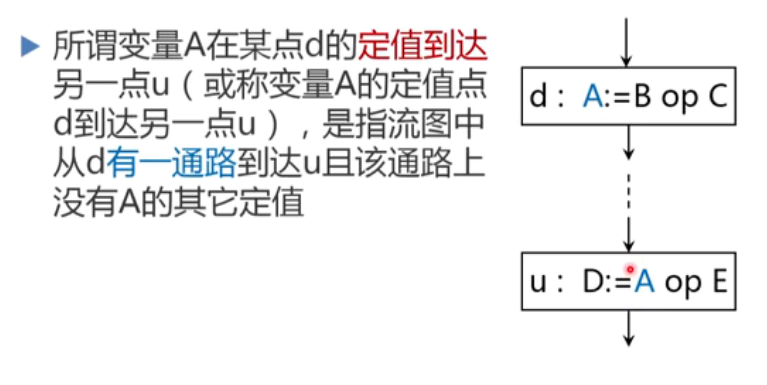 所谓变量A在某点d的定值到达
另一点u（或称变量A的定值点
d到达另一点u），是指流图中
从d有一通路到达u且该通路上
没有A的其它定值
d： A:=B op C
u： D:=A op E